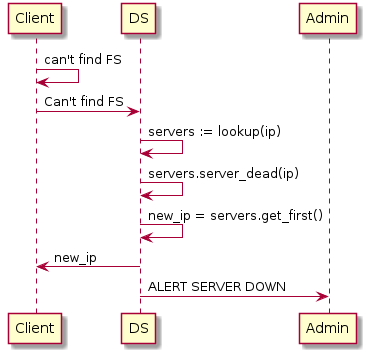 Client DS Admin
can't find FS
Can't find FS
servers := lookup(ip)
servers.server_dead(ip)
new_ip = servers.get_first()
new_ip
ALERT SERVER DOWN
Client DS Admin